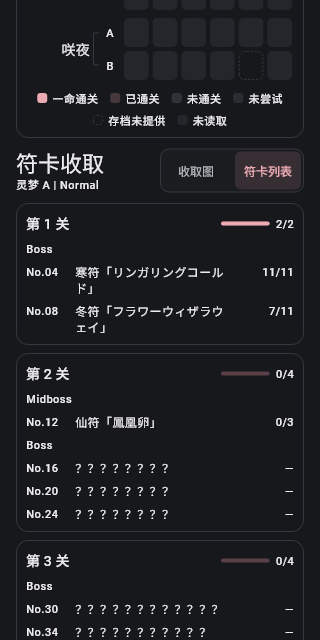 A
咲夜
B
一命通关 已通关 未通关 未尝试
存档未提供 未读取
符卡收取
灵梦 A | Normal
收取图 符卡列表
第 1 关 2/2
Boss
No.04 寒符「リンガリングコール 11/11
ド」
No.08 冬符「フラワーウィザラウ 7/11
ェイ」
第 2 关 0/4
Midboss
No.12 仙符「鳳凰卵」 0/3
Boss
No.16 ？？？？？？？？ —
No.20 ？？？？？？？？ —
No.24 ？？？？？？？？ —
第 3 关 0/4
Boss
No.30 ？？？？？？？？？？？？ —
No.34 ？？？？？？？？？？？ —